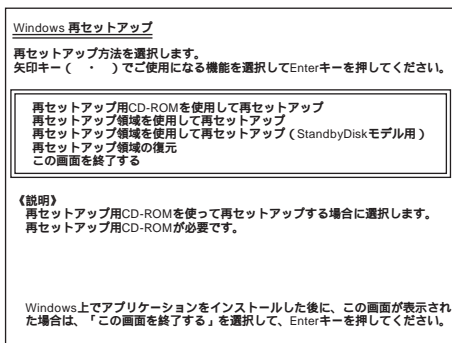 Windows 再セットアップ
再セットアップ方法を選択します。
矢印キー（　・　）でご使用になる機能を選択してEnterキーを押してください。
再セットアップ用CD-ROMを使用して再セットアップ
再セットアップ領域を使用して再セットアップ
再セットアップ領域を使用して再セットアップ（StandbyDiskモデル用）
再セットアップ領域の復元
この画面を終了する
《説明》
再セットアップ用CD-ROMを使って再セットアップする場合に選択します。
再セットアップ用CD-ROMが必要です。
Windows上でアプリケーションをインストールした後に、この画面が表示され
た場合は、「この画面を終了する」を選択して、Enterキーを押してください。